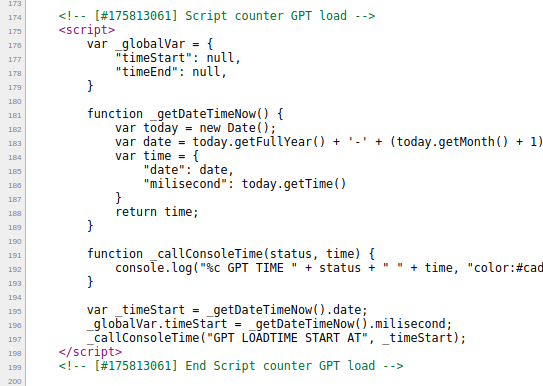 173
174 <!-- [#175813061] Script counter GPT load -->
175 <script>
176 var _globalVar = {
177 "timeStart": null,
178 "timeEnd": null,
179 }
180
181 function _getDateTimeNow() {
182 var today = new Date();
183 var date = today.getFullYear() + '-' + (today.getMonth() + 1)
184 var time = {
185 "date": date,
186 "milisecond": today.getTime()
187 }
188 return time;
189 }
190
191 function _callConsoleTime(status, time) {
192 console.log("%c GPT TIME " + status + " " + time, "color:#cad
193 }
194
195 var _timeStart = _getDateTimeNow().date;
196 _globalVar.timeStart = _getDateTimeNow().milisecond;
197 _callConsoleTime("GPT LOADTIME START AT", _timeStart);
198 </script>
199 <!-- [#175813061] End Script counter GPT load -->
200